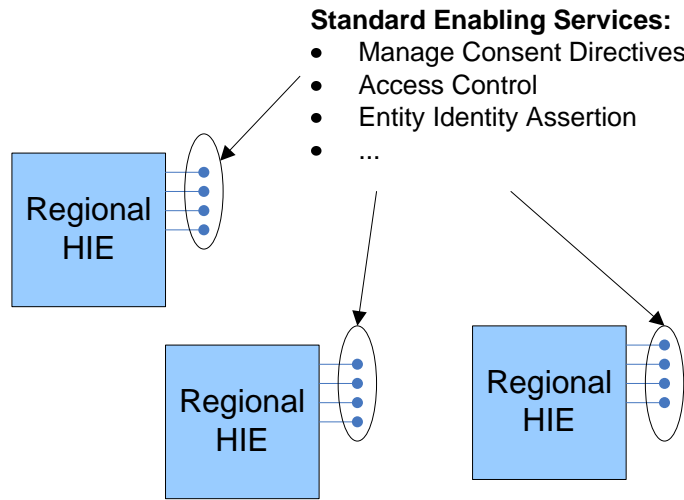 Standard Enabling Services:
• Manage Consent Directives
• Access Control
• Entity Identity Assertion
• ...
Regional
HIE
Regional
HIE
Regional
HIE